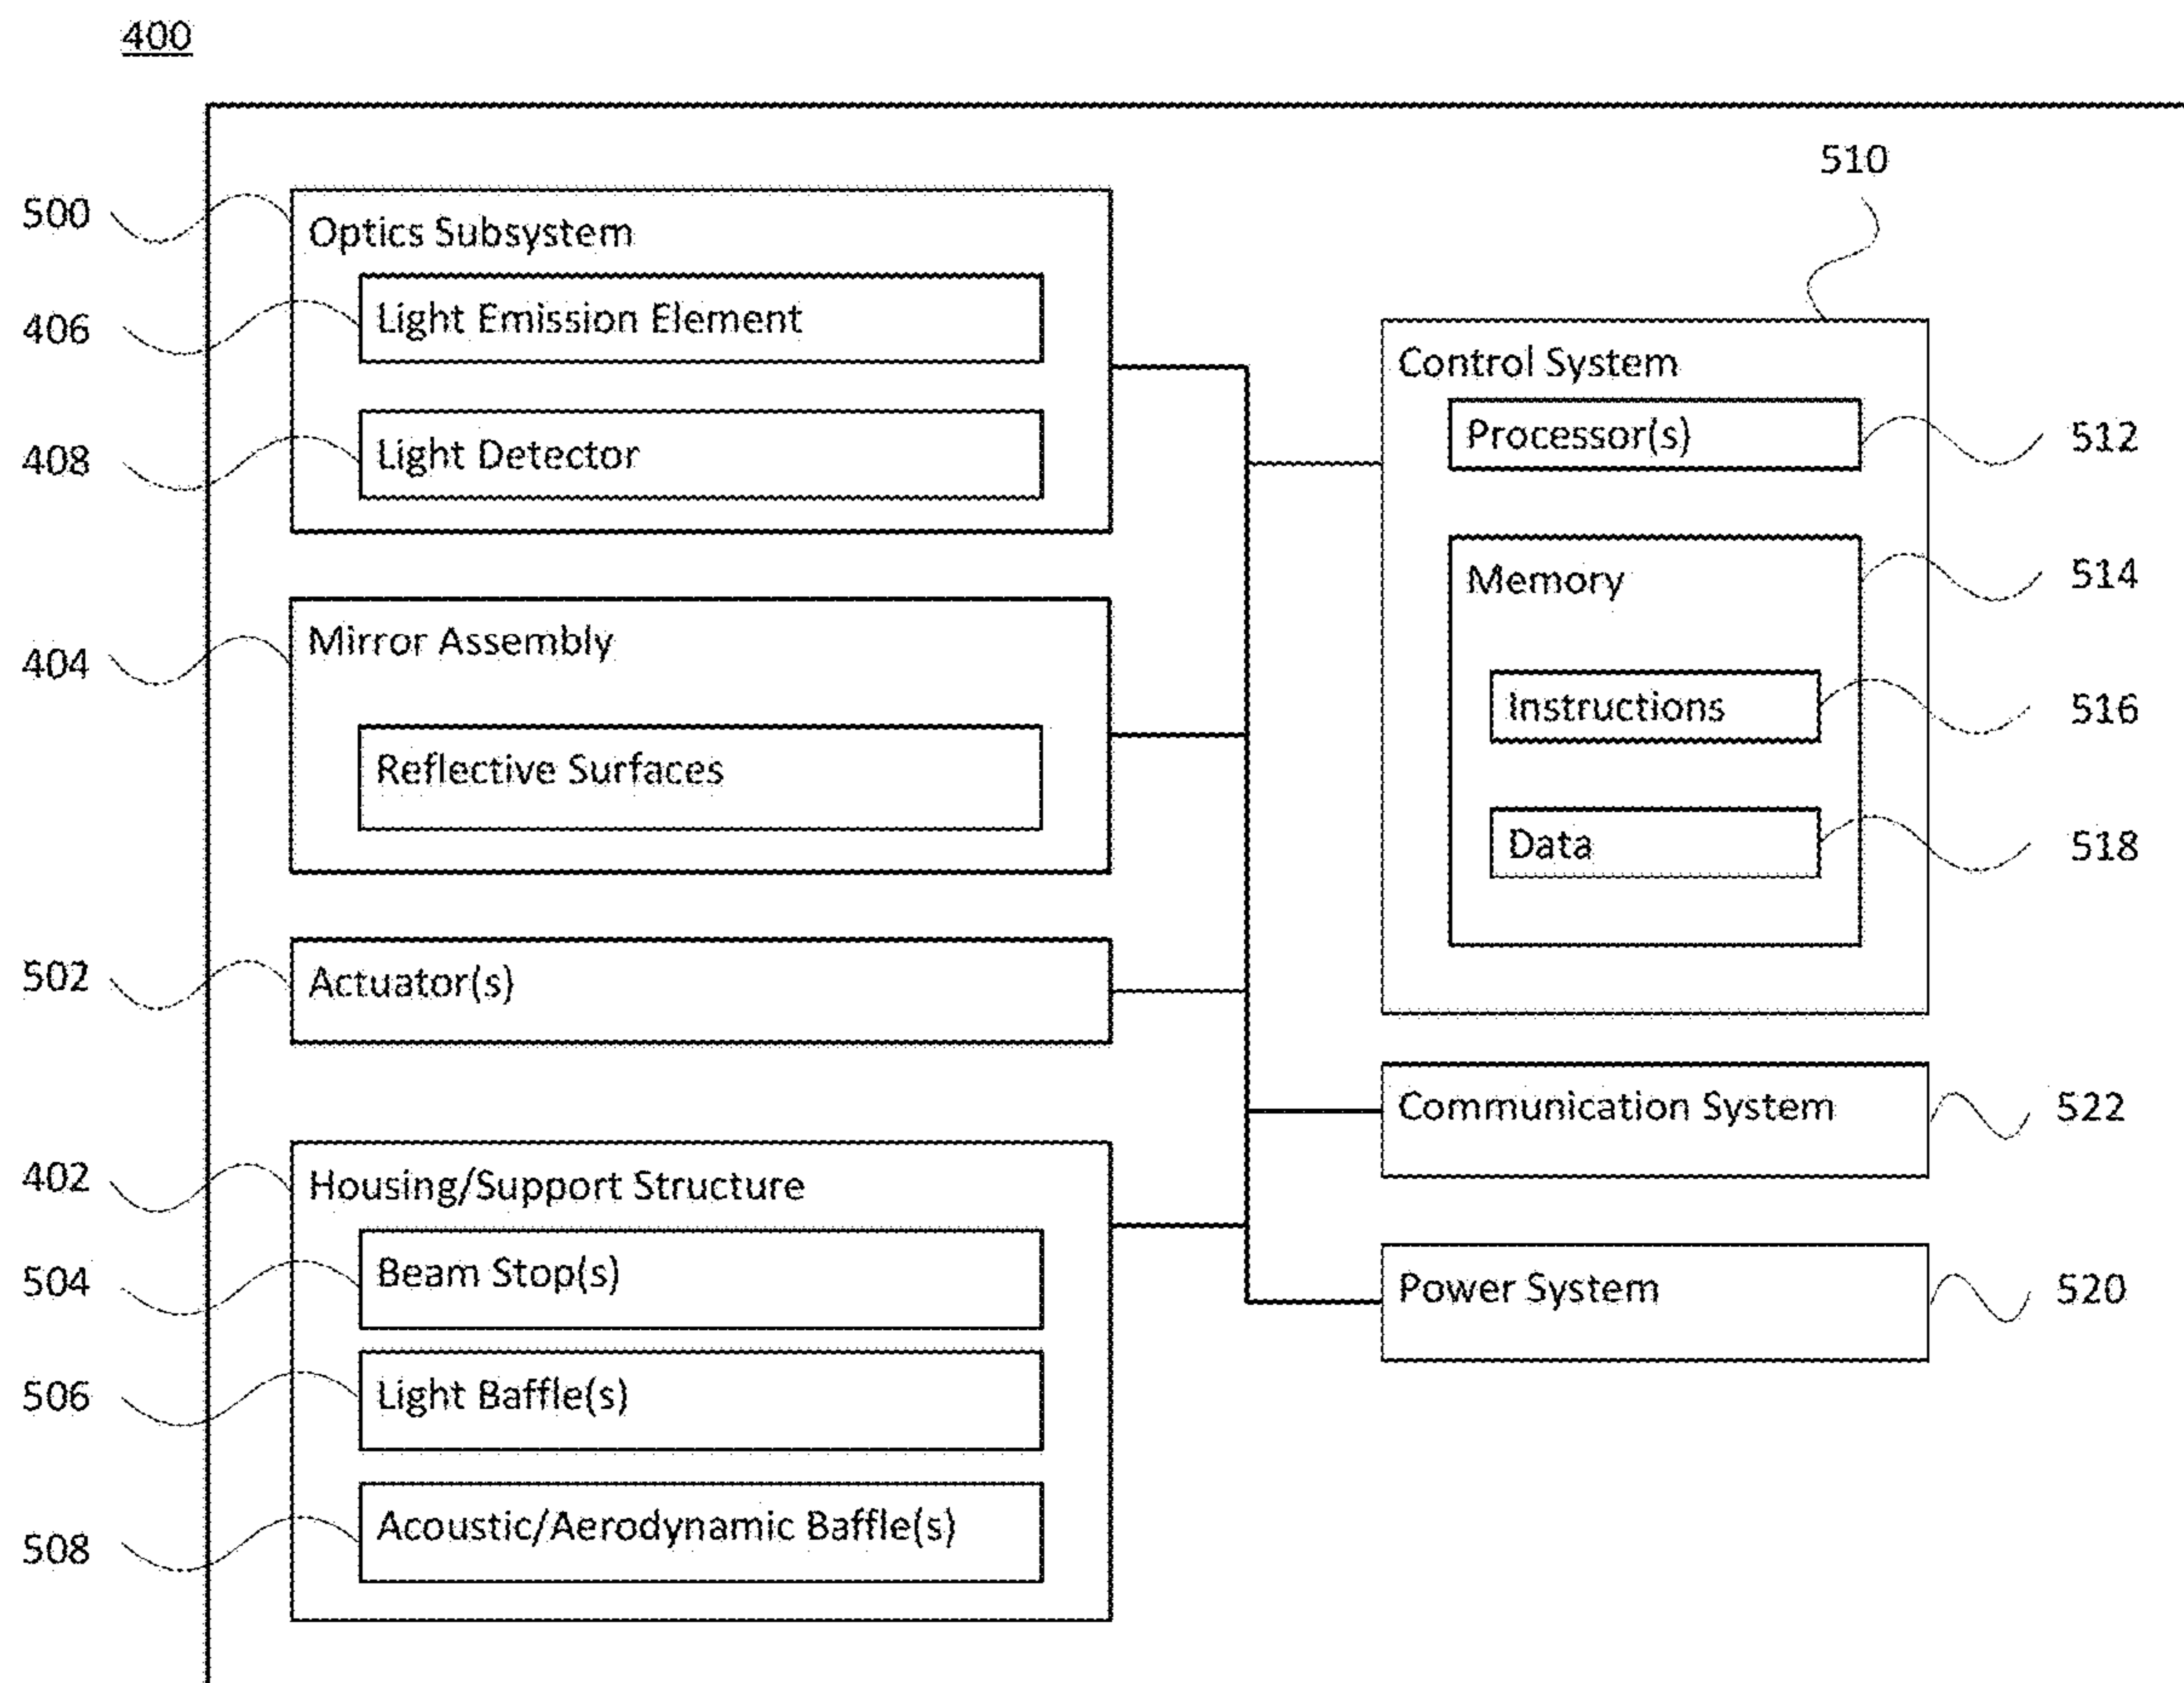 400
510
500
Optics Subsystem
406
Light Emission Element
408
Light Detector
404
Mirror Assembly
Reflective Surfaces
502
Actuator(s)
402
Housing/Support Structure
504
Beam Stop(s)
506
Light Baffle(s)
508
Acoustic/Aerodynamic Baffle(s)
Control System
Processor(s)
512
Memory
514
Instructions
516
Data
518
Communication System
522
Power System
520